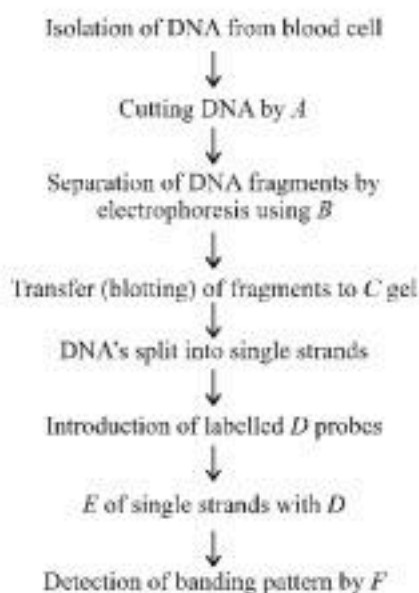 Isolation of DNA from blood cell
Cutting DNA by A
Separation of DNA fragments by
electrophoresis using B
Transfer (blotting) of fragments to C gel
DNA's split into single strands
Introduction of labelled D probes
E of single strands with D
Detection of banding pattern by F